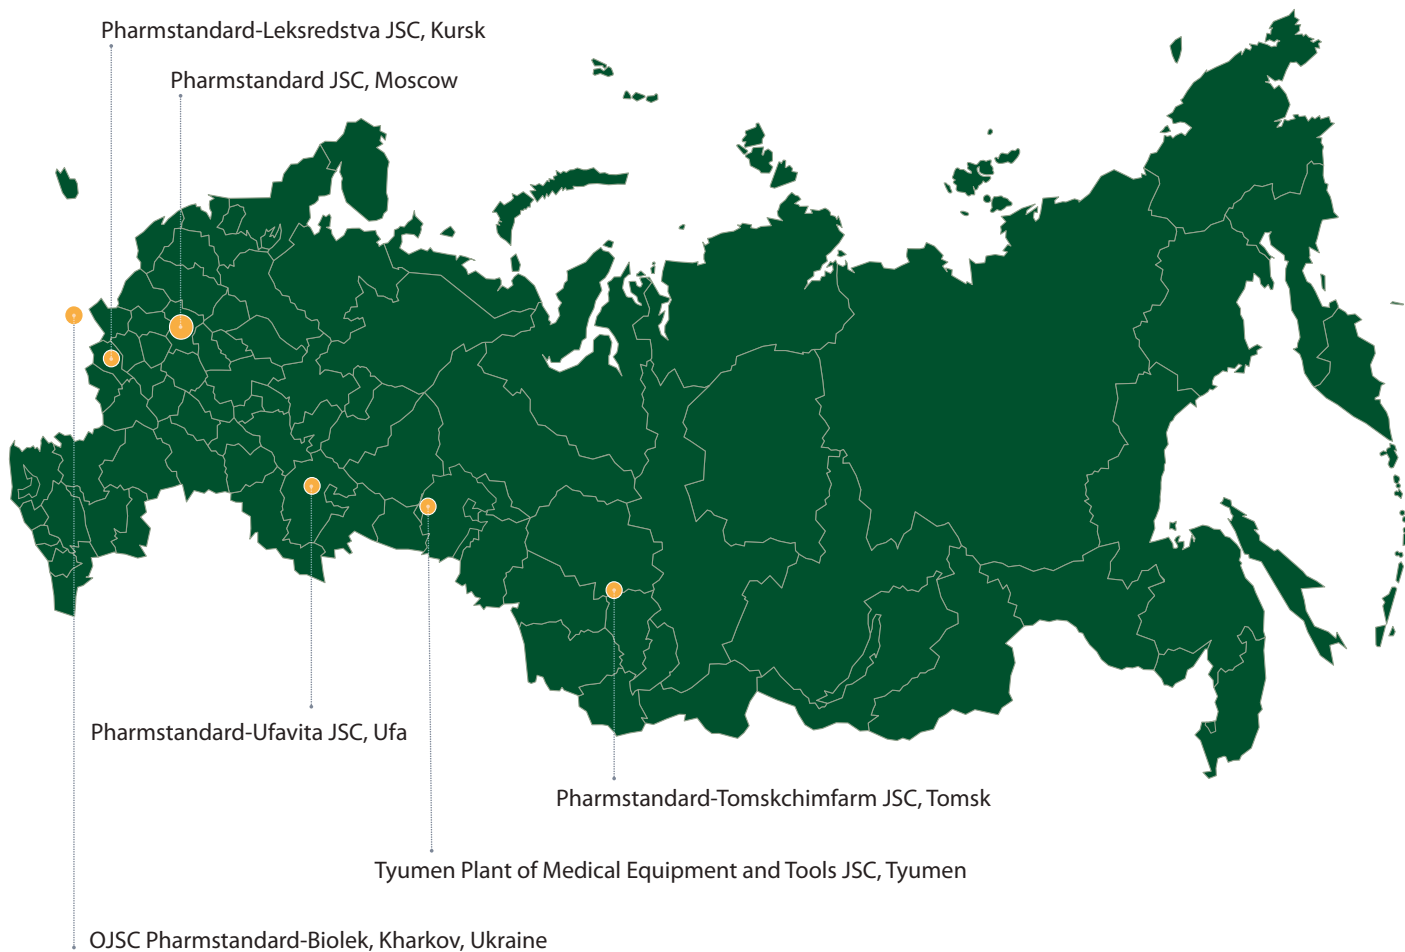 Pharmstandard-Leksredstva JSC, Kursk
Pharmstandard JSC, Moscow
Pharmstandard-Ufavita JSC, Ufa
Pharmstandard-Tomskchimfarm JSC, Tomsk
Tyumen Plant of Medical Equipment and Tools JSC, Tyumen
OJSC Pharmstandard-Biolek, Kharkov, Ukraine